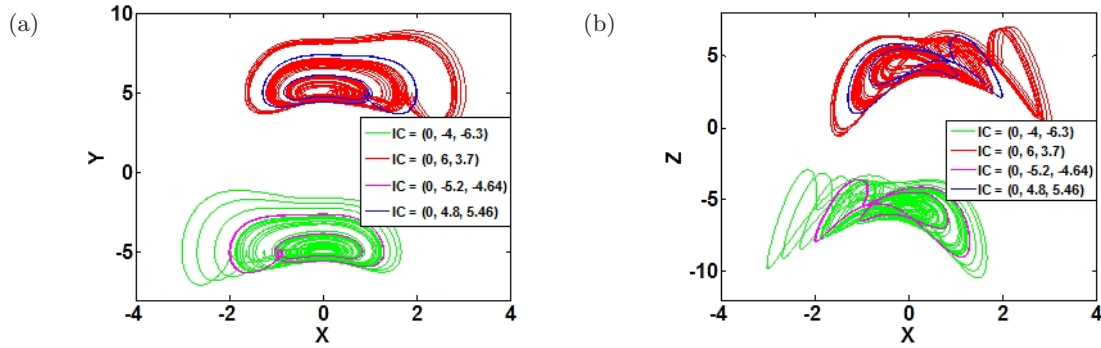 (a)
10
5
0
-5
Y
-4
-2
0
2
4
X
IC = (0, -4, -6.3)
IC = (0, 6, 3.7)
IC = (0, -5.2, -4.64)
IC = (0, 4.8, 5.46)
(b)
5
0
-5
-10
Z
-4
-2
0
2
4
X
IC = (0, -4, -6.3)
IC = (0, 6, 3.7)
IC = (0, -5.2, -4.64)
IC = (0, 4.8, 5.46)